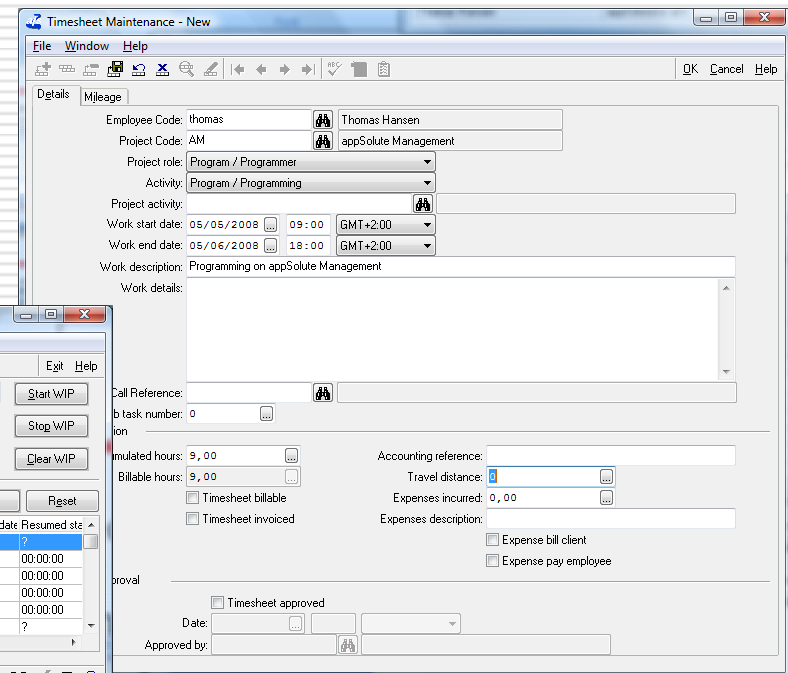 Timesheet Maintenance - New
File Window Help
OK Cancel Help
Details Mileage
Employee Code: thomas Thomas Hansen
Project Code: AM appSolute Management
Project role: Program / Programmer
Activity: Program / Programming
Project activity:
Work start date: 05/05/2008 ... 09:00 GMT+2:00
Work end date: 05/06/2008 ... 18:00 GMT+2:00
Work description: Programming on appSolute Management
Work details:
Call Reference:
b task number: 0 ...
ion
mulated hours: 9,00 ... Accounting reference:
Billable hours: 9,00 ... Travel distance: 0 ...
Timesheet billable Expenses incurred: 0,00 ...
Timesheet invoiced Expenses description:
Expense bill client
Expense pay employee
proval
Timesheet approved
Date: ...
Approved by:
Exit Help
Start WIP
Stop WIP
Clear WIP
Reset
date Resumed sta
?
00:00:00
00:00:00
00:00:00
00:00:00
?